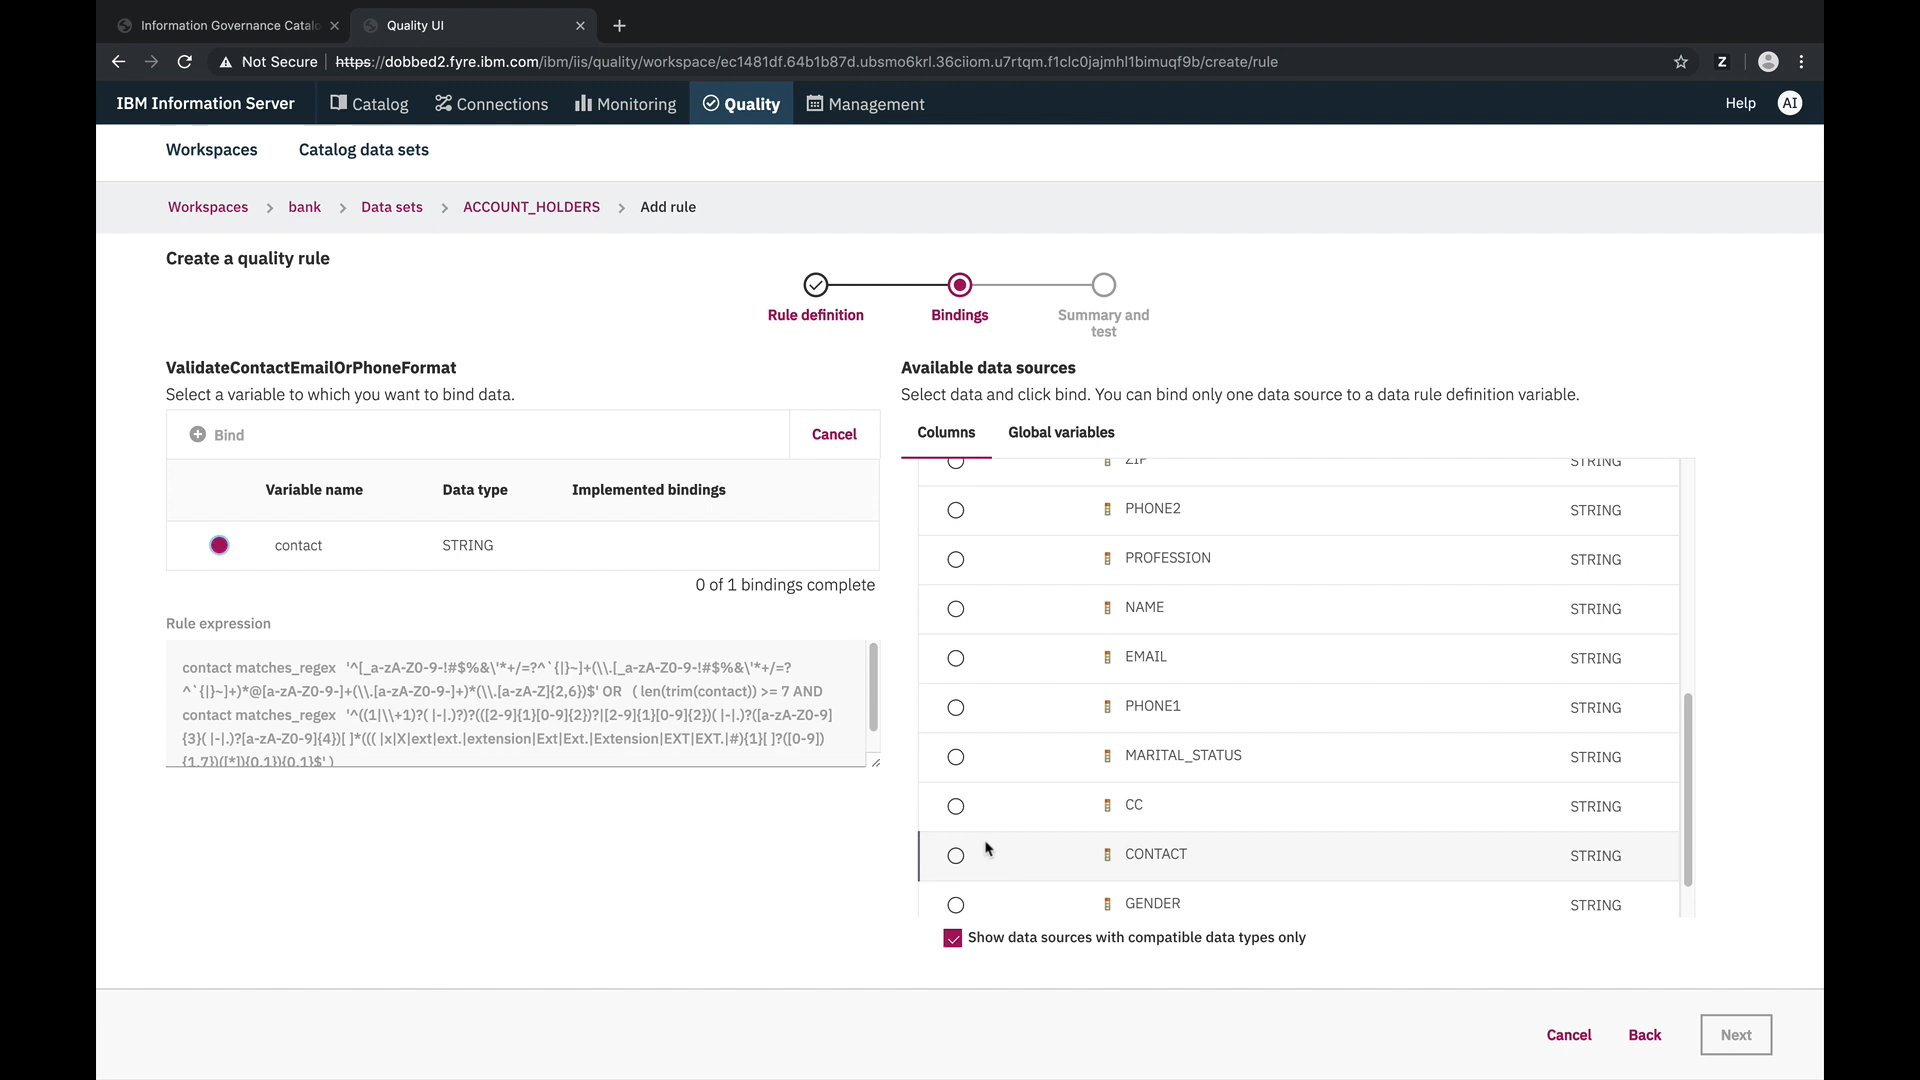 Information Governance Catalo
Quality UI
Not Secure
https://dobbed2.fyre.ibm.com/ibm/iis/quality/workspace/ec1481df.64b1b87d.ubsmo6krl.36ciiom.u7rtqm.f1clc0jajmhl1bimuqf9b/create/rule
Z
IBM Information Server
Catalog
Connections
Monitoring
Quality
Management
Help
AI
Workspaces
Catalog data sets
Workspaces > bank > Data sets > ACCOUNT_HOLDERS > Add rule
Create a quality rule
Rule definition
Bindings
Summary and
test
ValidateContactEmailOrPhoneFormat
Select a variable to which you want to bind data.
Bind
Cancel
Variable name Data type Implemented bindings
contact STRING
0 of 1 bindings complete
Rule expression
contact matches_regex '^[_a-zA-Z0-9-!#$%&\'*+/=?^`{|}~]+(\\.[_a-zA-Z0-9-!#$%&\'*+/=?
^`{|}~]+)*@[a-zA-Z0-9-]+(\\.[a-zA-Z0-9-]+)*(\\.[a-zA-Z]{2,6})$' OR ( len(trim(contact)) >= 7 AND
contact matches_regex '^((1|\\+1)?( |-|.)?)?(([2-9]{1}[0-9]{2})?|[2-9]{1}[0-9]{2})( |-|.)?([a-zA-Z0-9]
{3}( |-|.)?[a-zA-Z0-9]{4})[ ]*((( |x|X|ext|ext.|extension|Ext|Ext.|Extension|EXT|EXT.|#){1}[ ]?([0-9])
{1,7})([*]){0,1}){0,1}$' )
Available data sources
Select data and click bind. You can bind only one data source to a data rule definition variable.
Columns
Global variables
ZIP STRING
PHONE2 STRING
PROFESSION STRING
NAME STRING
EMAIL STRING
PHONE1 STRING
MARITAL_STATUS STRING
CC STRING
CONTACT STRING
GENDER STRING
Show data sources with compatible data types only
Cancel
Back
Next